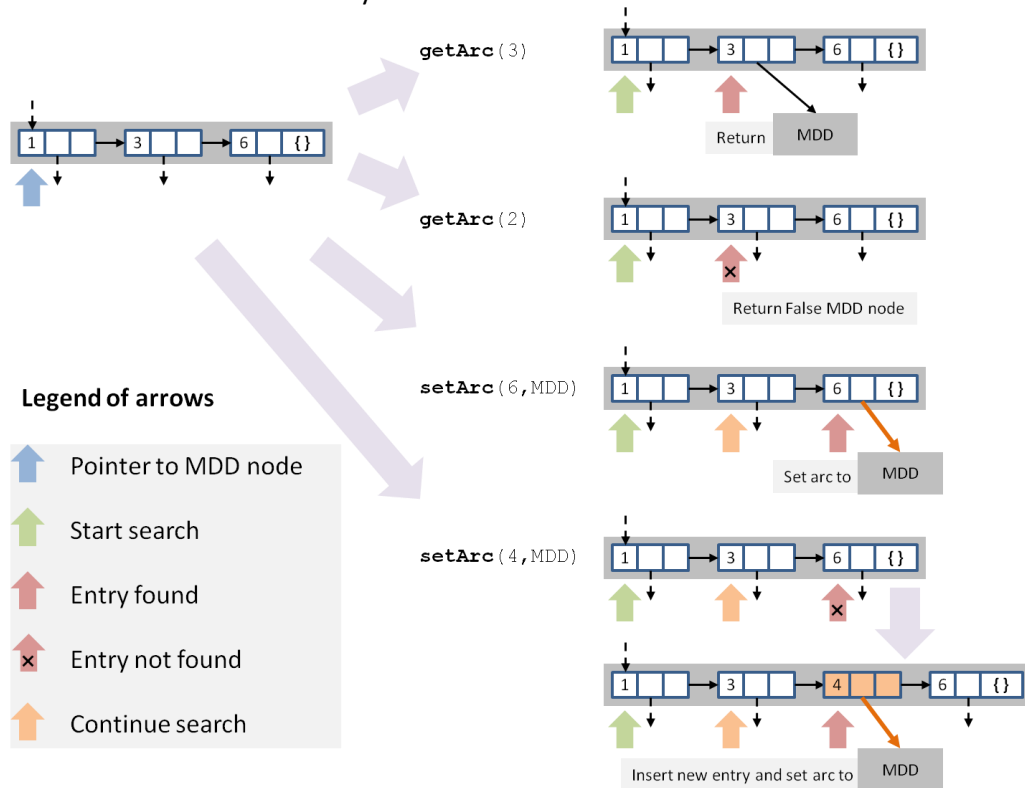 getArc(3)
1 3 6 {}
Return MDD
1 3 6 {}
getArc(2)
1 3 6 {}
×
Return False MDD node
setArc(6,MDD)
1 3 6 {}
Set arc to MDD
Legend of arrows
Pointer to MDD node
Start search
Entry found
× Entry not found
Continue search
setArc(4,MDD)
1 3 6 {}
×
1 3 4 6 {}
Insert new entry and set arc to MDD